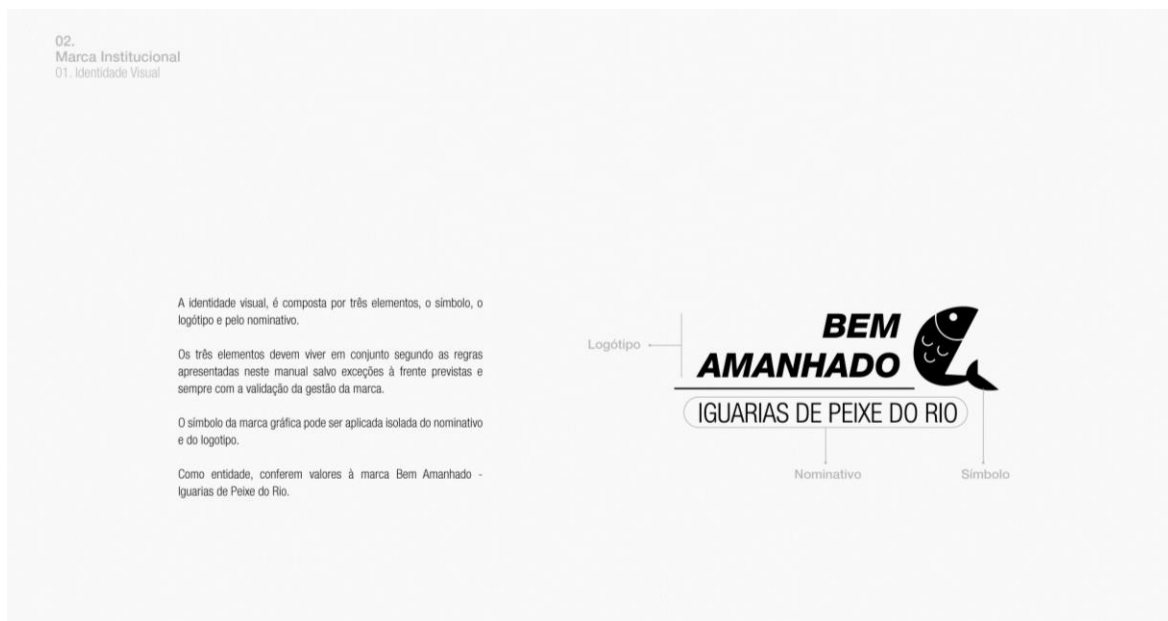 02.
Marca Institucional
01. Identidade Visual
A identidade visual, é composta por três elementos, o símbolo, o
logótipo e pelo nominativo.
Os três elementos devem viver em conjunto segundo as regras
apresentadas neste manual salvo exceções à frente previstas e
sempre com a validação da gestão da marca.
O símbolo da marca gráfica pode ser aplicada isolada do nominativo
e do logotipo.
Como entidade, conferem valores à marca Bem Amanhado -
Iguarias de Peixe do Rio.
Logótipo
BEM
AMANHADO
IGUARIAS DE PEIXE DO RIO
Nominativo
Símbolo